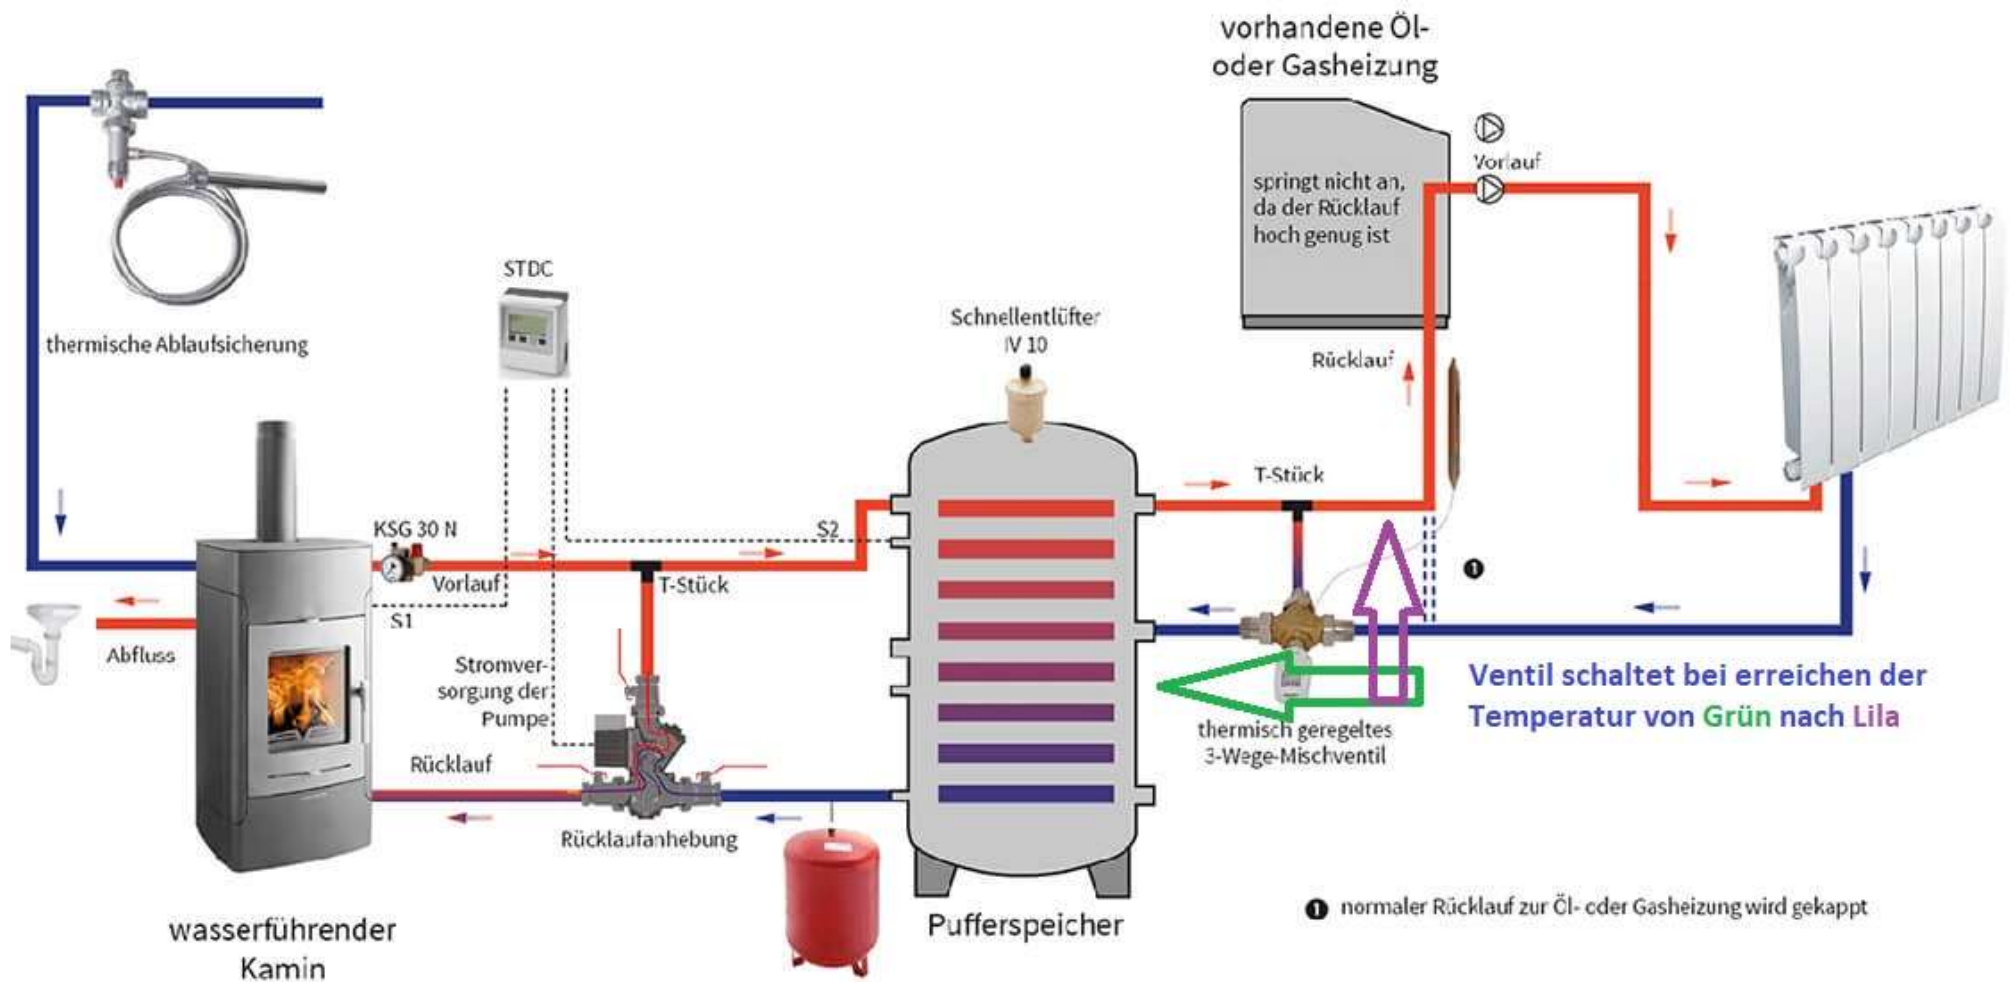 vorhandene Öl-
oder Gasheizung
Vorlauf
springt nicht an,
da der Rücklauf
hoch genug ist
STDC
Schnellentlüfter
IV 10
thermische Ablaufsicherung
Rücklauf
T-Stück
KSG 30 N
S2
Vorlauf
T-Stück
S1
Abfluss
Stromver-
sorgung der
Pumpe
Ventil schaltet bei erreichen der
Temperatur von Grün nach Lila
thermisch geregeltes
3-Wege-Mischventil
Rücklauf
Rücklaufanhebung
1
wasserführender
Kamin
Pufferspeicher
1 normaler Rücklauf zur Öl- oder Gasheizung wird gekappt